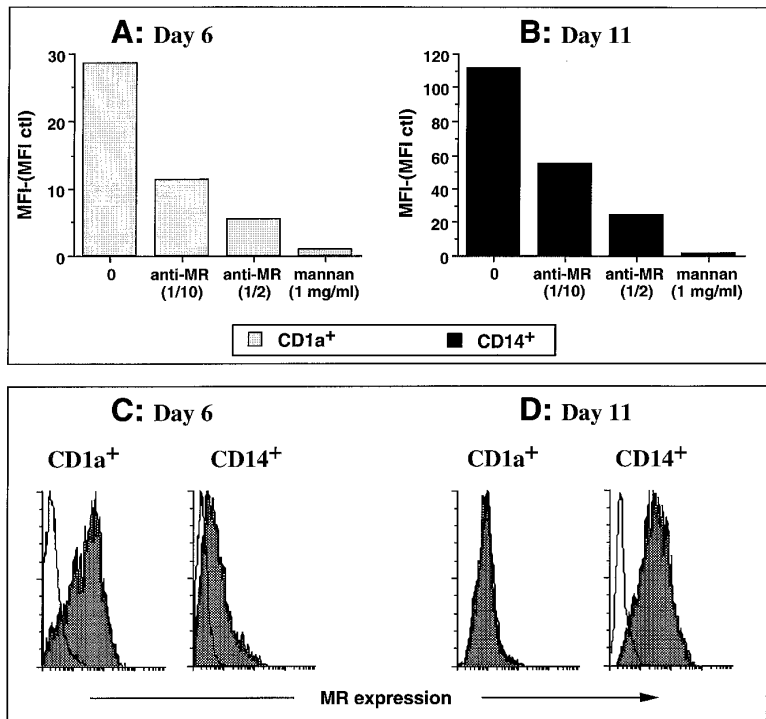 A: Day 6
B: Day 11
MFI-(MFI ctl)
30
20
10
0
0
anti-MR (1/10)
anti-MR (1/2)
mannan (1 mg/ml)
MFI-(MFI ctl)
120
100
80
60
40
20
0
0
anti-MR (1/10)
anti-MR (1/2)
mannan (1 mg/ml)
CD1a+
CD14+
C: Day 6
D: Day 11
CD1a+
CD14+
CD1a+
CD14+
MR expression